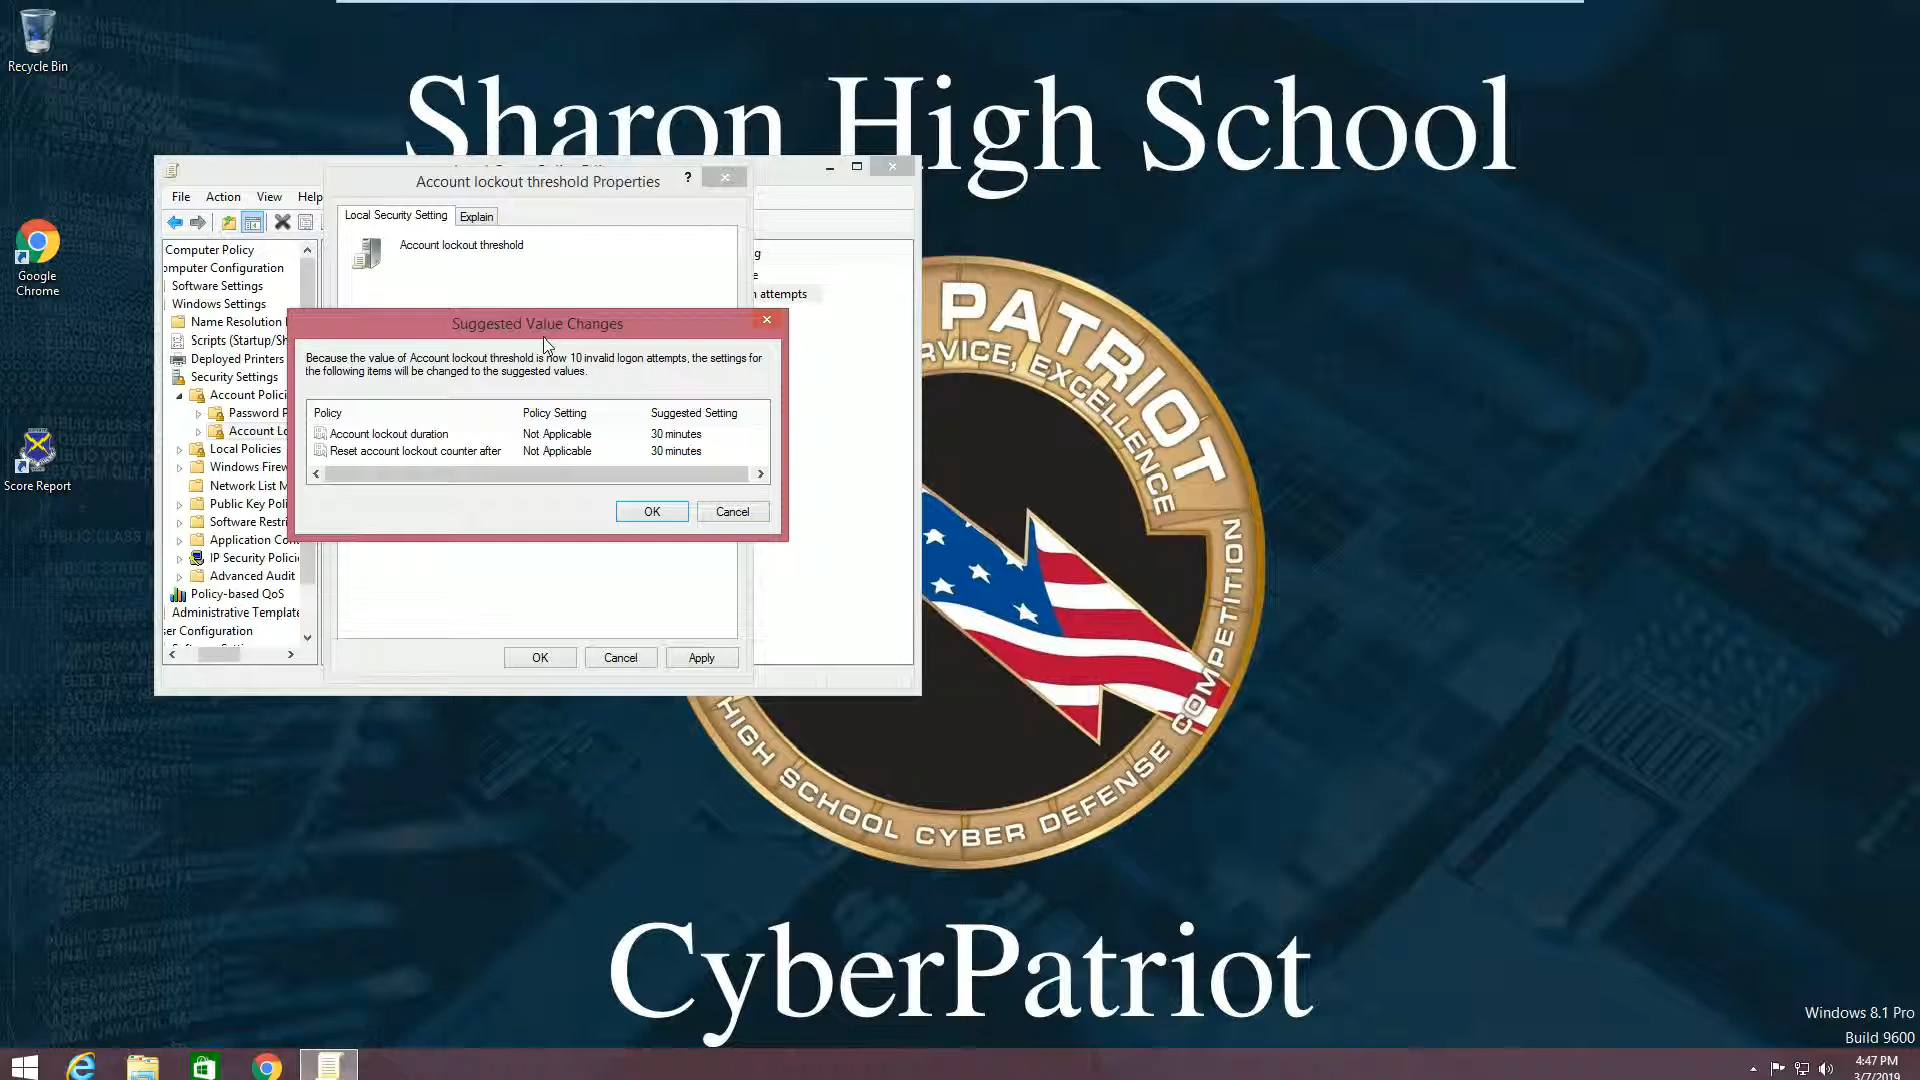 Recycle Bin
Sharon High School
Account lockout threshold Properties
?
File Action View Help
Local Security Setting
Explain
Account lockout threshold
Computer Policy
omputer Configuration
Software Settings
Windows Settings
Name Resolution
Scripts (Startup/Sh
Deployed Printers
Security Settings
Account Polici
Password P
Account Lo
Local Policies
Windows Firew
Network List M
Public Key Poli
Software Restri
Application Con
IP Security Policie
Advanced Audit
Policy-based QoS
Administrative Template
ser Configuration
g
e
n attempts
Suggested Value Changes
Because the value of Account lockout threshold is now 10 invalid logon attempts, the settings for
the following items will be changed to the suggested values.
Policy Policy Setting Suggested Setting
Account lockout duration Not Applicable 30 minutes
Reset account lockout counter after Not Applicable 30 minutes
OK Cancel
OK Cancel Apply
Google
Chrome
Score Report
PATRIOT
RVICE, EXCELLENCE
HIGH SCHOOL CYBER DEFENSE COMPETITION
CyberPatriot
Windows 8.1 Pro
Build 9600
4:47 PM
3/7/2019